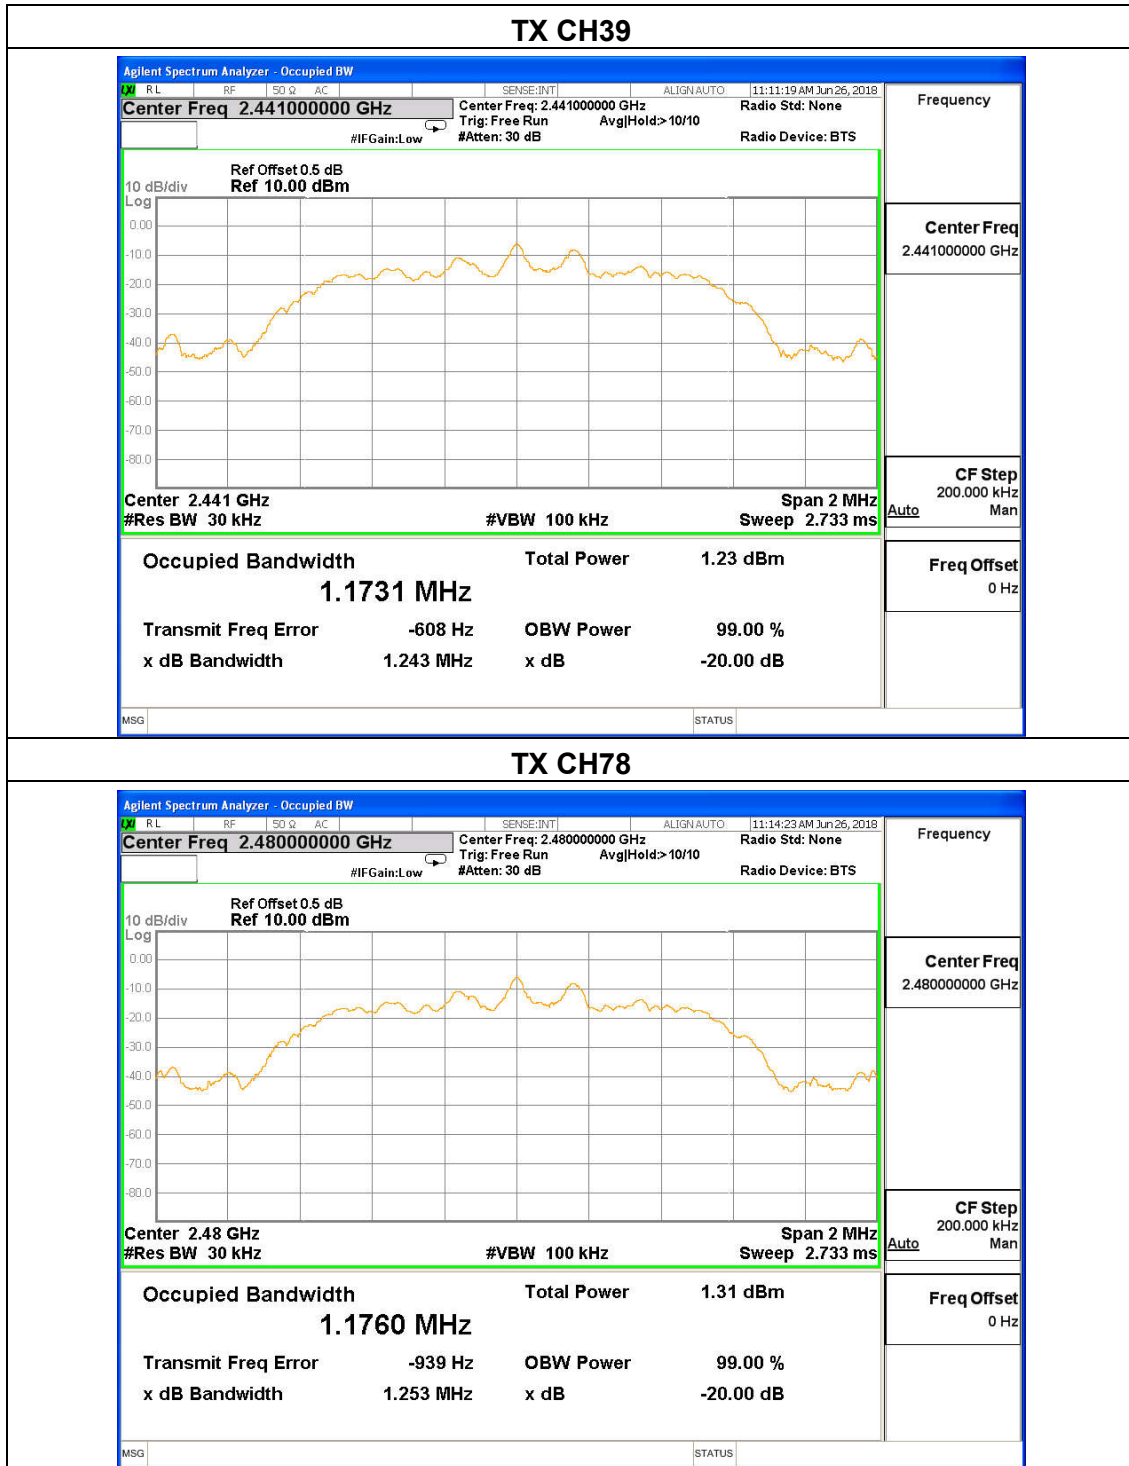 TX CH39
Agilent Spectrum Analyzer - Occupied BW
LXI RL RF 50 Ω AC SENSE:INT ALIGN AUTO 11:11:19 AM Jun 26, 2018
Center Freq 2.441000000 GHz
Center Freq: 2.441000000 GHz
Radio Std: None
Trig: Free Run Avg|Hold:>10/10
#IFGain:Low #Atten: 30 dB Radio Device: BTS
Frequency
Ref Offset 0.5 dB
10 dB/div Ref 10.00 dBm
Log
0.00
-10.0
-20.0
-30.0
-40.0
-50.0
-60.0
-70.0
-80.0
Center Freq
2.441000000 GHz
CF Step
200.000 kHz
Auto Man
Freq Offset
0 Hz
Center 2.441 GHz Span 2 MHz
#Res BW 30 kHz #VBW 100 kHz Sweep 2.733 ms
Occupied Bandwidth Total Power 1.23 dBm
1.1731 MHz
Transmit Freq Error -608 Hz OBW Power 99.00 %
x dB Bandwidth 1.243 MHz x dB -20.00 dB
MSG STATUS
TX CH78
Agilent Spectrum Analyzer - Occupied BW
LXI RL RF 50 Ω AC SENSE:INT ALIGN AUTO 11:14:23 AM Jun 26, 2018
Center Freq 2.480000000 GHz
Center Freq: 2.480000000 GHz
Radio Std: None
Trig: Free Run Avg|Hold:>10/10
#IFGain:Low #Atten: 30 dB Radio Device: BTS
Frequency
Ref Offset 0.5 dB
10 dB/div Ref 10.00 dBm
Log
0.00
-10.0
-20.0
-30.0
-40.0
-50.0
-60.0
-70.0
-80.0
Center Freq
2.480000000 GHz
CF Step
200.000 kHz
Auto Man
Freq Offset
0 Hz
Center 2.48 GHz Span 2 MHz
#Res BW 30 kHz #VBW 100 kHz Sweep 2.733 ms
Occupied Bandwidth Total Power 1.31 dBm
1.1760 MHz
Transmit Freq Error -939 Hz OBW Power 99.00 %
x dB Bandwidth 1.253 MHz x dB -20.00 dB
MSG STATUS